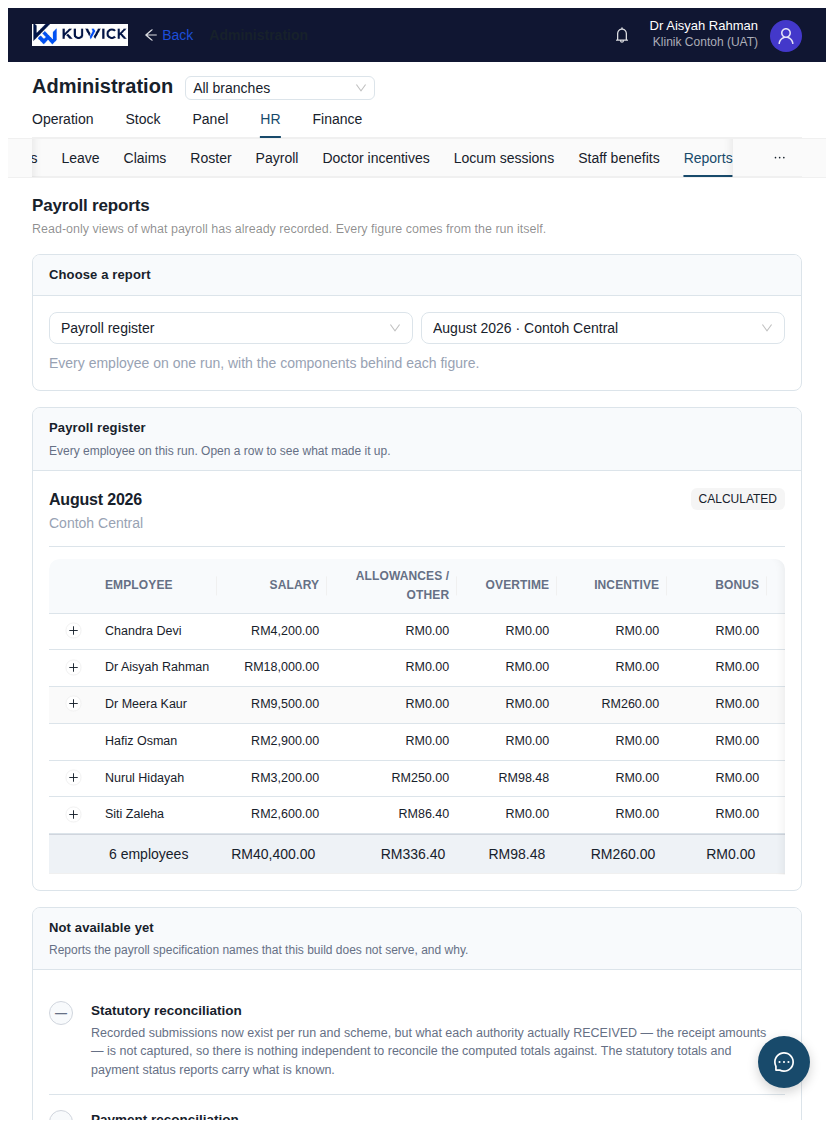 KUWICK
Back Administration
Dr Aisyah Rahman
Klinik Contoh (UAT)
Administration All branches
Operation Stock Panel HR Finance
s Leave Claims Roster Payroll Doctor incentives Locum sessions Staff benefits Reports ···
Payroll reports
Read-only views of what payroll has already recorded. Every figure comes from the run itself.
Choose a report
Payroll register August 2026 · Contoh Central
Every employee on one run, with the components behind each figure.
Payroll register
Every employee on this run. Open a row to see what made it up.
August 2026 CALCULATED
Contoh Central
EMPLOYEE SALARY ALLOWANCES / OTHER OVERTIME INCENTIVE BONUS
Chandra Devi RM4,200.00 RM0.00 RM0.00 RM0.00 RM0.00
Dr Aisyah Rahman RM18,000.00 RM0.00 RM0.00 RM0.00 RM0.00
Dr Meera Kaur RM9,500.00 RM0.00 RM0.00 RM260.00 RM0.00
Hafiz Osman RM2,900.00 RM0.00 RM0.00 RM0.00 RM0.00
Nurul Hidayah RM3,200.00 RM250.00 RM98.48 RM0.00 RM0.00
Siti Zaleha RM2,600.00 RM86.40 RM0.00 RM0.00 RM0.00
6 employees RM40,400.00 RM336.40 RM98.48 RM260.00 RM0.00
Not available yet
Reports the payroll specification names that this build does not serve, and why.
Statutory reconciliation
Recorded submissions now exist per run and scheme, but what each authority actually RECEIVED — the receipt amounts
— is not captured, so there is nothing independent to reconcile the computed totals against. The statutory totals and
payment status reports carry what is known.
Payment reconciliation